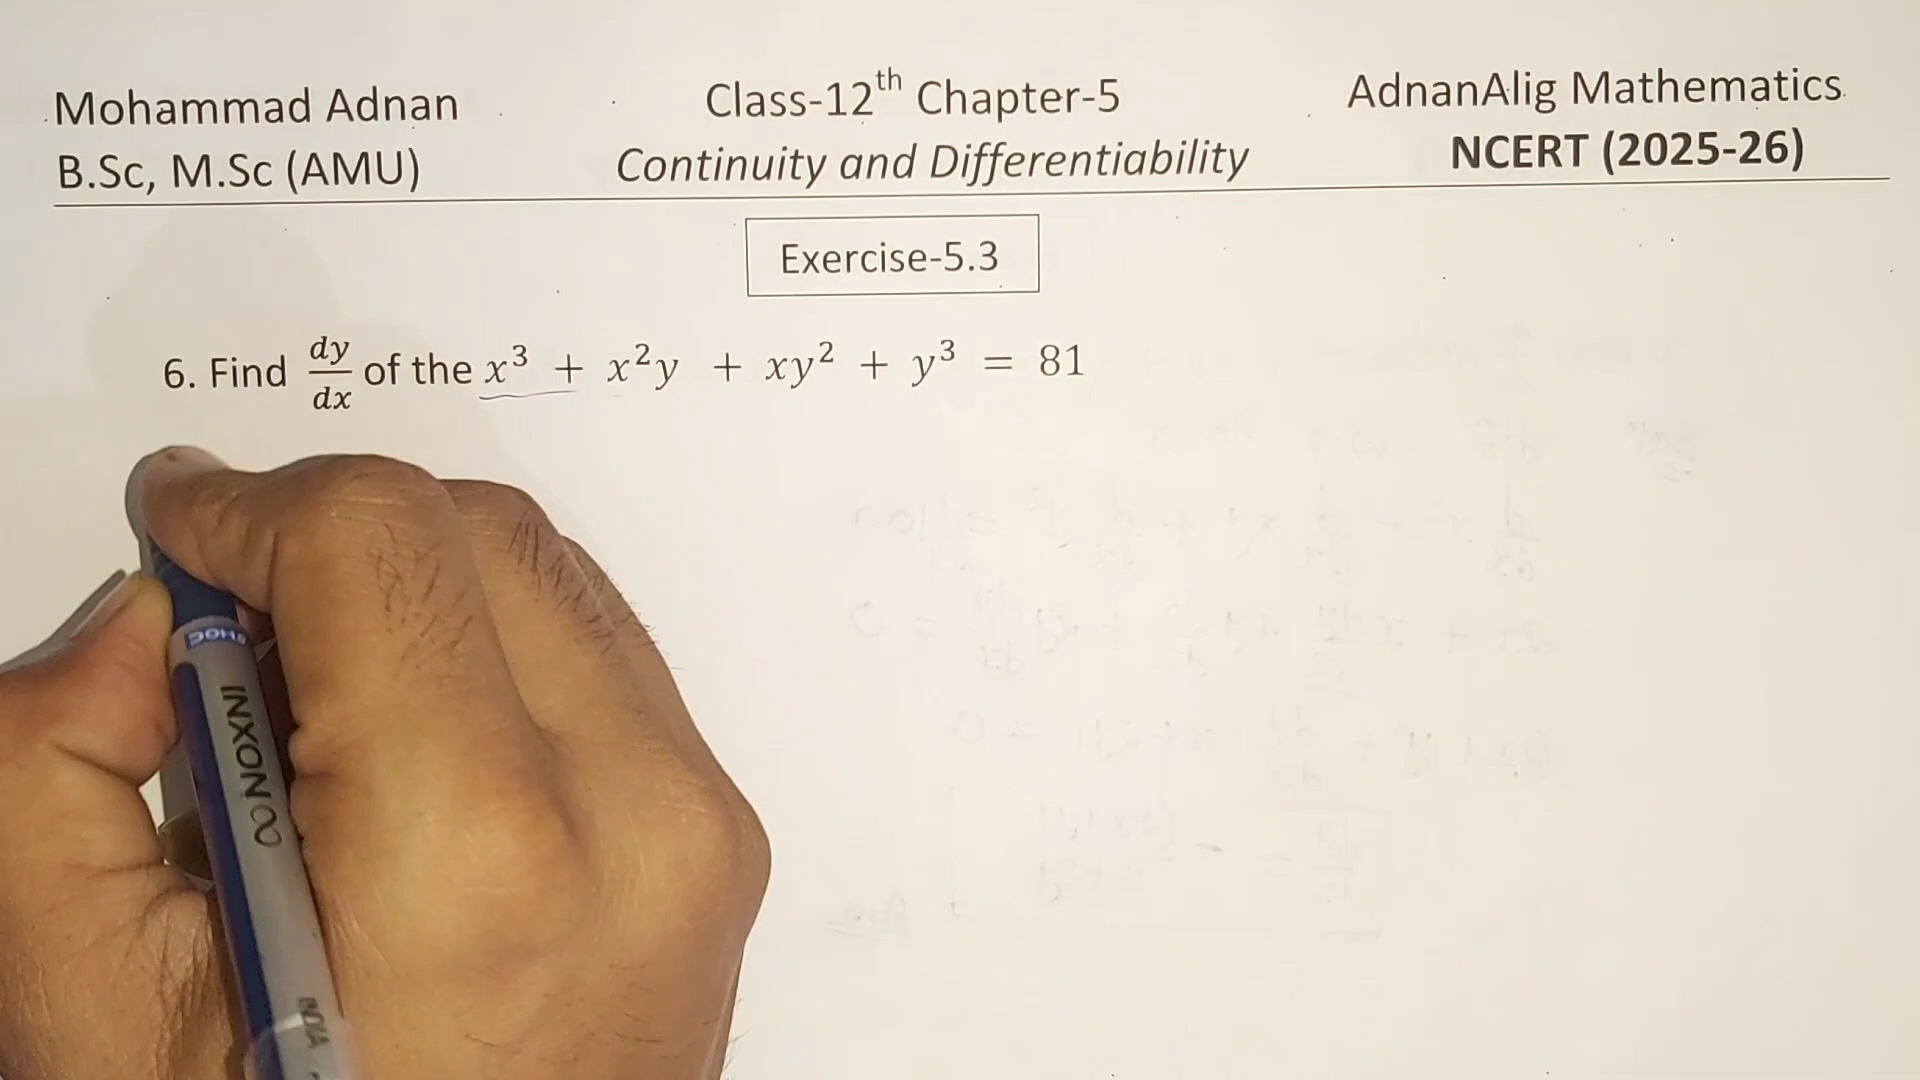 Mohammad Adnan
B.Sc, M.Sc (AMU)
Class-12th Chapter-5
Continuity and Differentiability
AdnanAlig Mathematics
NCERT (2025-26)
Exercise-5.3
6. Find dy/dx of the x³ + x²y + xy² + y³ = 81
INXON
INDIA